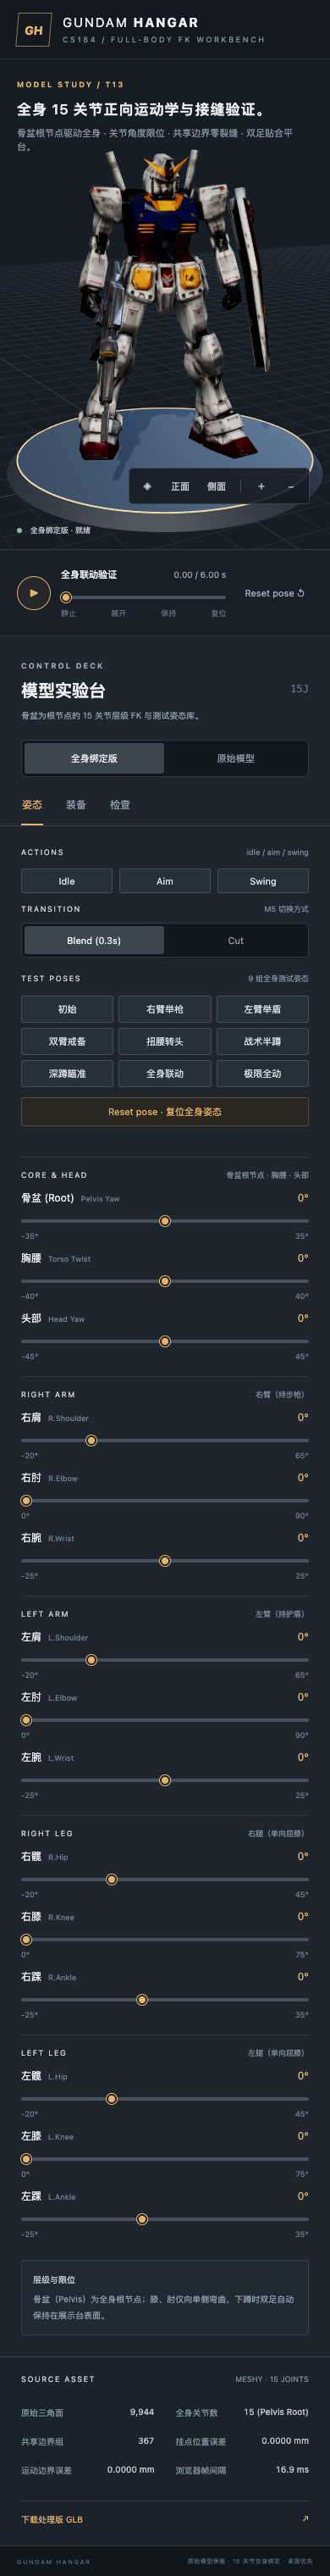 GH
GUNDAM HANGAR
CS184 / FULL-BODY FK WORKBENCH
MODEL STUDY / T13
全身 15 关节正向运动学与接缝验证。
骨盆根节点驱动全身 · 关节角度限位 · 共享边界零裂缝 · 双足贴合平
台。
◈ 正面 侧面 + −
全身绑定版 · 就绪
全身联动验证 0.00 / 6.00 s
静止 展开 保持 复位
Reset pose ↺
CONTROL DECK
模型实验台 15J
骨盆为根节点的 15 关节层级 FK 与测试姿态库。
全身绑定版 原始模型
姿态 装备 检查
ACTIONS idle / aim / swing
Idle Aim Swing
TRANSITION M5 切换方式
Blend (0.3s) Cut
TEST POSES 9 组全身测试姿态
初始 右臂举枪 左臂举盾
双臂戒备 扭腰转头 战术半蹲
深蹲瞄准 全身联动 极限全动
Reset pose · 复位全身姿态
CORE & HEAD 骨盆根节点 · 胸腰 · 头部
骨盆 (Root) Pelvis Yaw 0°
-35° 35°
胸腰 Torso Twist 0°
-40° 40°
头部 Head Yaw 0°
-45° 45°
RIGHT ARM 右臂（持步枪）
右肩 R.Shoulder 0°
-20° 65°
右肘 R.Elbow 0°
0° 90°
右腕 R.Wrist 0°
-25° 25°
LEFT ARM 左臂（持护盾）
左肩 L.Shoulder 0°
-20° 65°
左肘 L.Elbow 0°
0° 90°
左腕 L.Wrist 0°
-25° 25°
RIGHT LEG 右腿（单向屈膝）
右髋 R.Hip 0°
-20° 45°
右膝 R.Knee 0°
0° 75°
右踝 R.Ankle 0°
-25° 35°
LEFT LEG 左腿（单向屈膝）
左髋 L.Hip 0°
-20° 45°
左膝 L.Knee 0°
0° 75°
左踝 L.Ankle 0°
-25° 35°
层级与限位
骨盆（Pelvis）为全身根节点；膝、肘仅向单侧弯曲，下蹲时双足自动
保持在展示台表面。
SOURCE ASSET MESHY · 15 JOINTS
原始三角面 9,944 全身关节数 15 (Pelvis Root)
共享边界组 367 挂点位置误差 0.0000 mm
运动边界误差 0.0000 mm 浏览器帧间隔 16.9 ms
下载处理版 GLB ↗
GUNDAM HANGAR 原始模型保留 · 15 关节全身绑定 · 桌面优先